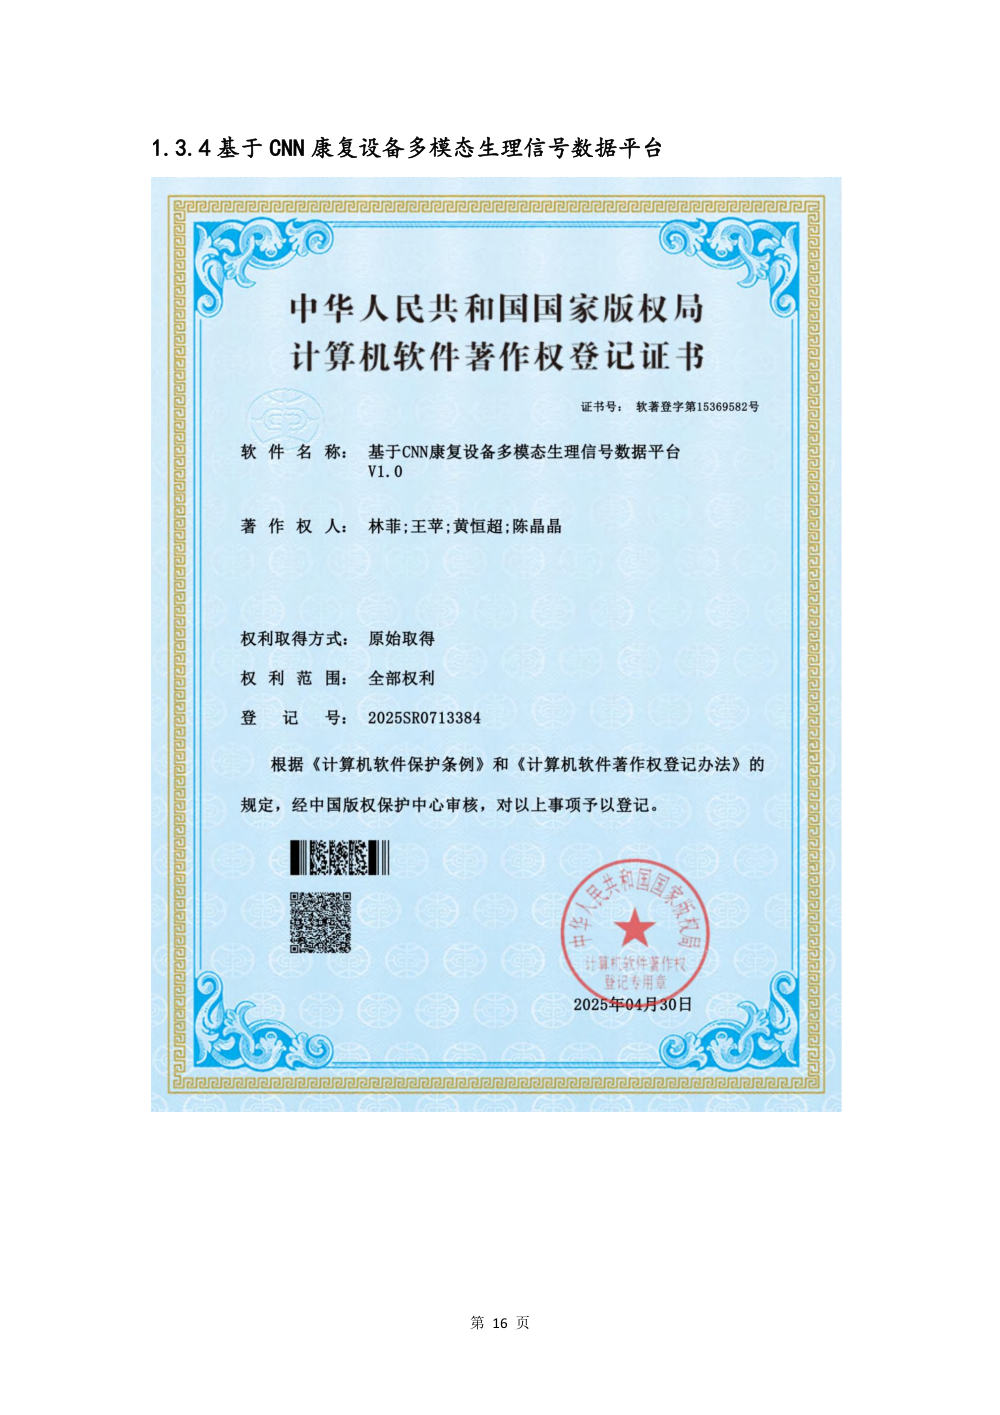 1.3.4基于 CNN 康复设备多模态生理信号数据平台
中华人民共和国国家版权局
计算机软件著作权登记证书
证书号： 软著登字第15369582号
软件名称： 基于CNN康复设备多模态生理信号数据平台
V1.0
著作权人： 林菲;王苹;黄恒超;陈晶晶
权利取得方式： 原始取得
权利范围： 全部权利
登记号： 2025SR0713384
根据《计算机软件保护条例》和《计算机软件著作权登记办法》的
规定，经中国版权保护中心审核，对以上事项予以登记。
中华人民共和国国家版权局
计算机软件著作权
登记专用章
2025年04月30日
第 16 页